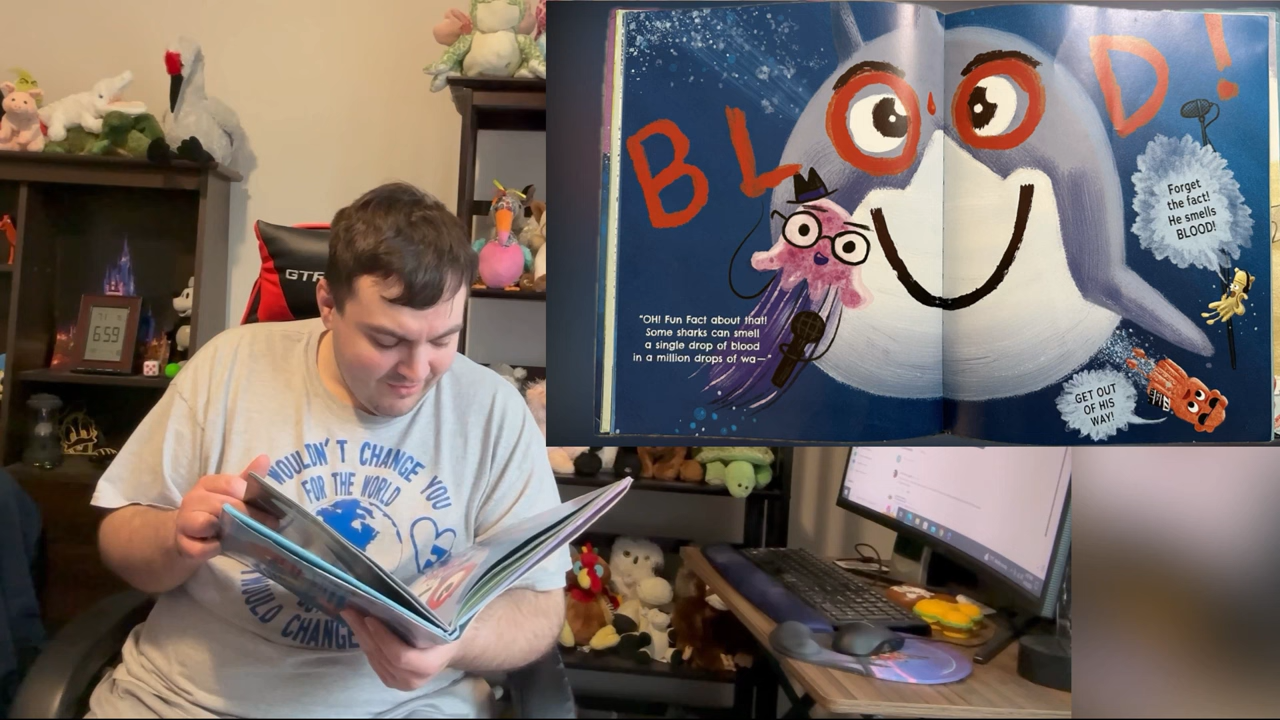 BLOOD!
Forget
the fact!
He smells
BLOOD!
"OH! Fun Fact about that!
Some sharks can smell
a single drop of blood
in a million drops of wa—"
GET OUT
OF HIS
WAY!
GTR
6:59
WOULDN'T CHANGE YOU
FOR THE WORLD
WOULD CHANGE